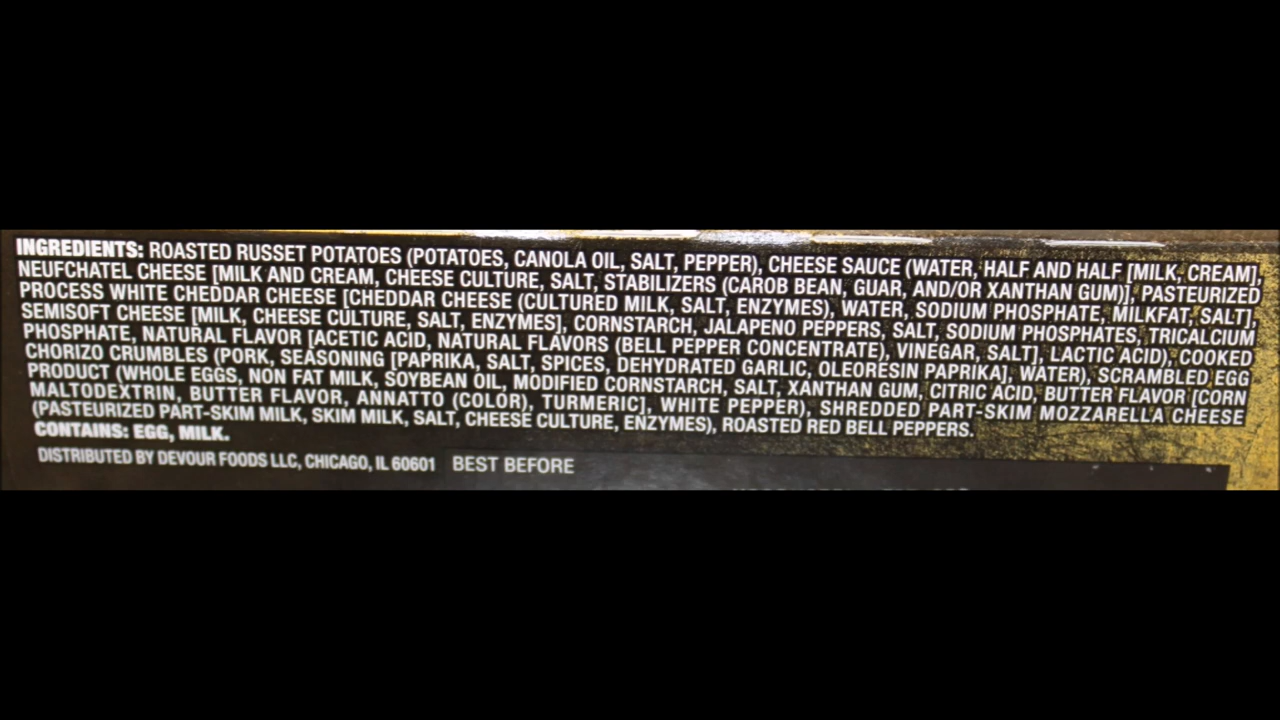 INGREDIENTS: ROASTED RUSSET POTATOES (POTATOES, CANOLA OIL, SALT, PEPPER), CHEESE SAUCE (WATER, HALF AND HALF [MILK, CREAM],
NEUFCHATEL CHEESE [MILK AND CREAM, CHEESE CULTURE, SALT, STABILIZERS (CAROB BEAN, GUAR, AND/OR XANTHAN GUM)], PASTEURIZED
PROCESS WHITE CHEDDAR CHEESE [CHEDDAR CHEESE (CULTURED MILK, SALT, ENZYMES), WATER, SODIUM PHOSPHATE, MILKFAT, SALT],
SEMISOFT CHEESE [MILK, CHEESE CULTURE, SALT, ENZYMES], CORNSTARCH, JALAPENO PEPPERS, SALT, SODIUM PHOSPHATES, TRICALCIUM
PHOSPHATE, NATURAL FLAVOR [ACETIC ACID, NATURAL FLAVORS (BELL PEPPER CONCENTRATE), VINEGAR, SALT], LACTIC ACID), COOKED
CHORIZO CRUMBLES (PORK, SEASONING [PAPRIKA, SALT, SPICES, DEHYDRATED GARLIC, OLEORESIN PAPRIKA], WATER), SCRAMBLED EGG
PRODUCT (WHOLE EGGS, NON FAT MILK, SOYBEAN OIL, MODIFIED CORNSTARCH, SALT, XANTHAN GUM, CITRIC ACID, BUTTER FLAVOR [CORN
MALTODEXTRIN, BUTTER FLAVOR, ANNATTO (COLOR), TURMERIC], WHITE PEPPER), SHREDDED PART-SKIM MOZZARELLA CHEESE
(PASTEURIZED PART-SKIM MILK, SKIM MILK, SALT, CHEESE CULTURE, ENZYMES), ROASTED RED BELL PEPPERS.
CONTAINS: EGG, MILK.
DISTRIBUTED BY DEVOUR FOODS LLC, CHICAGO, IL 60601 BEST BEFORE